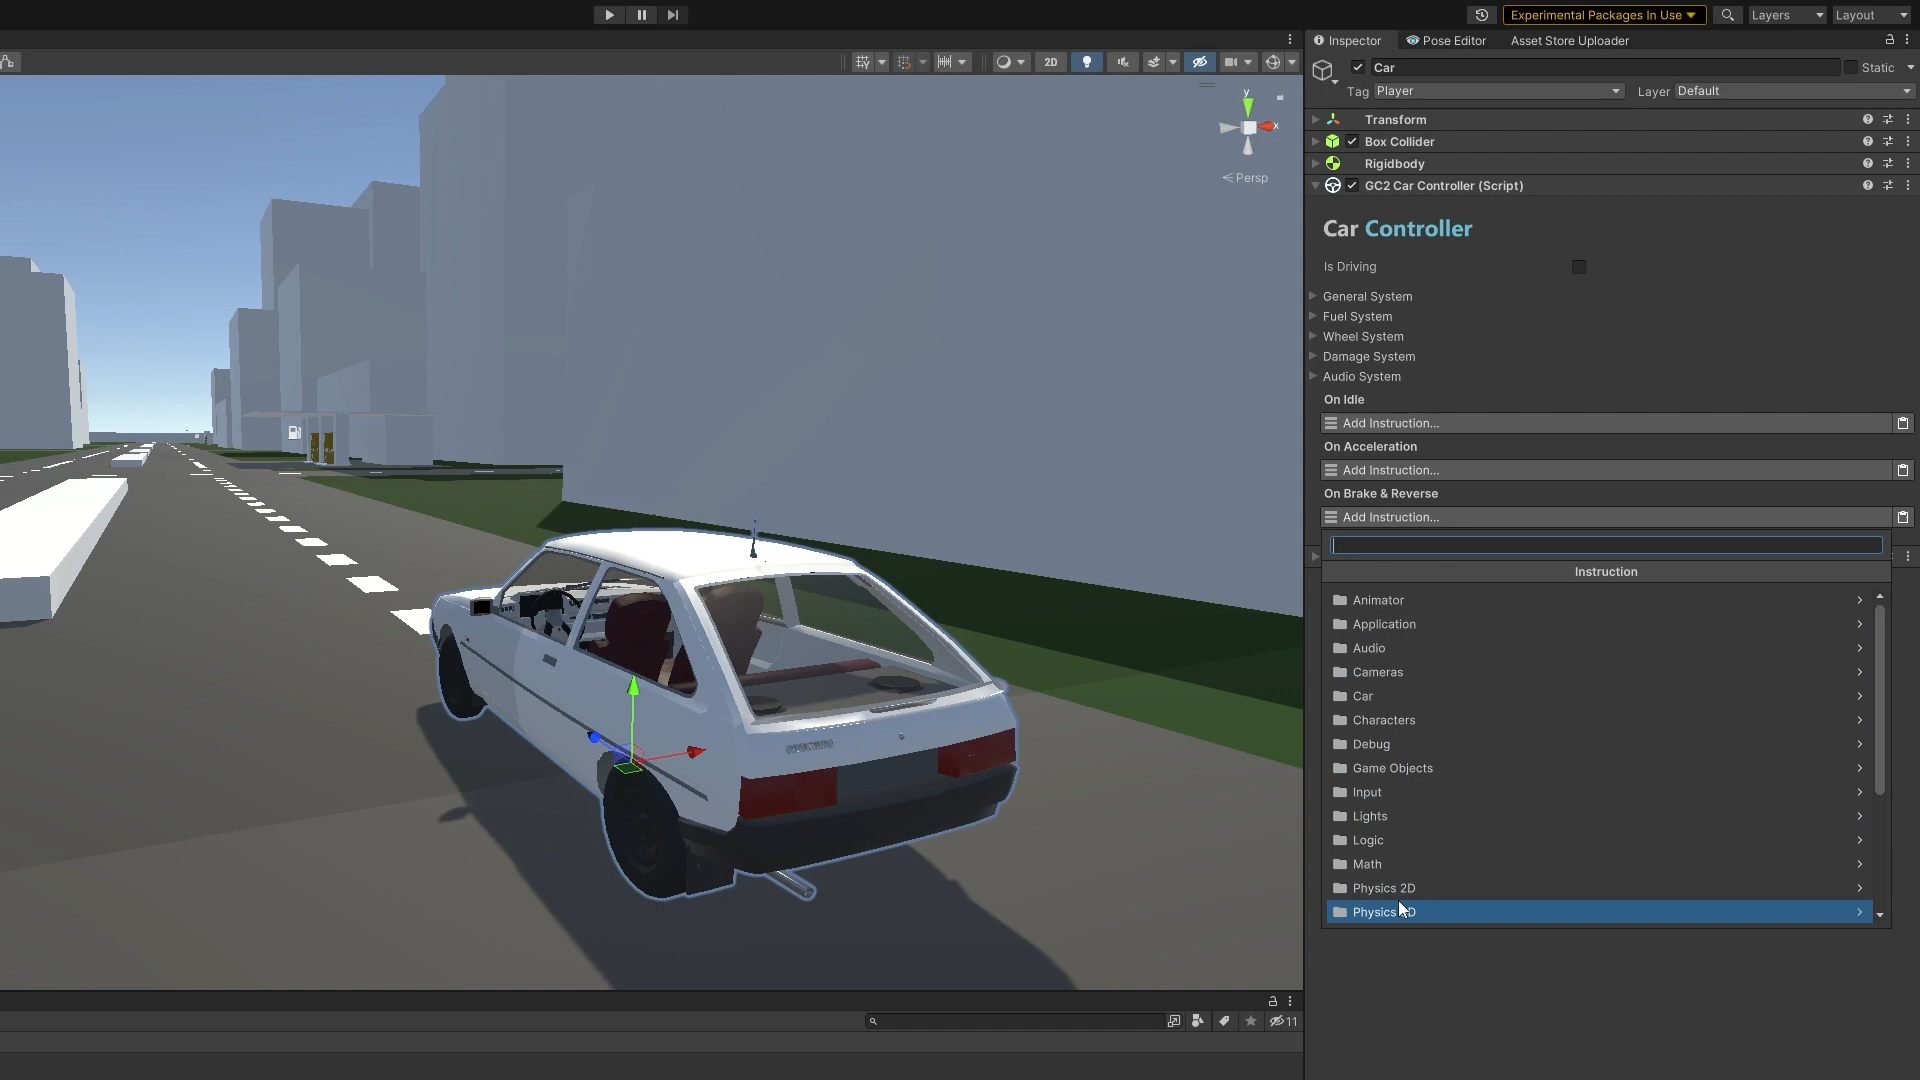 Experimental Packages In Use
Layers
Layout
Inspector
Pose Editor
Asset Store Uploader
2D
Car
Static
Tag
Player
Layer
Default
Transform
Box Collider
Rigidbody
GC2 Car Controller (Script)
y
x
Persp
Car Controller
Is Driving
General System
Fuel System
Wheel System
Damage System
Audio System
On Idle
Add Instruction...
On Acceleration
Add Instruction...
On Brake & Reverse
Add Instruction...
Instruction
Animator
Application
Audio
Cameras
Car
Characters
Debug
Game Objects
Input
Lights
Logic
Math
Physics 2D
Physics
11